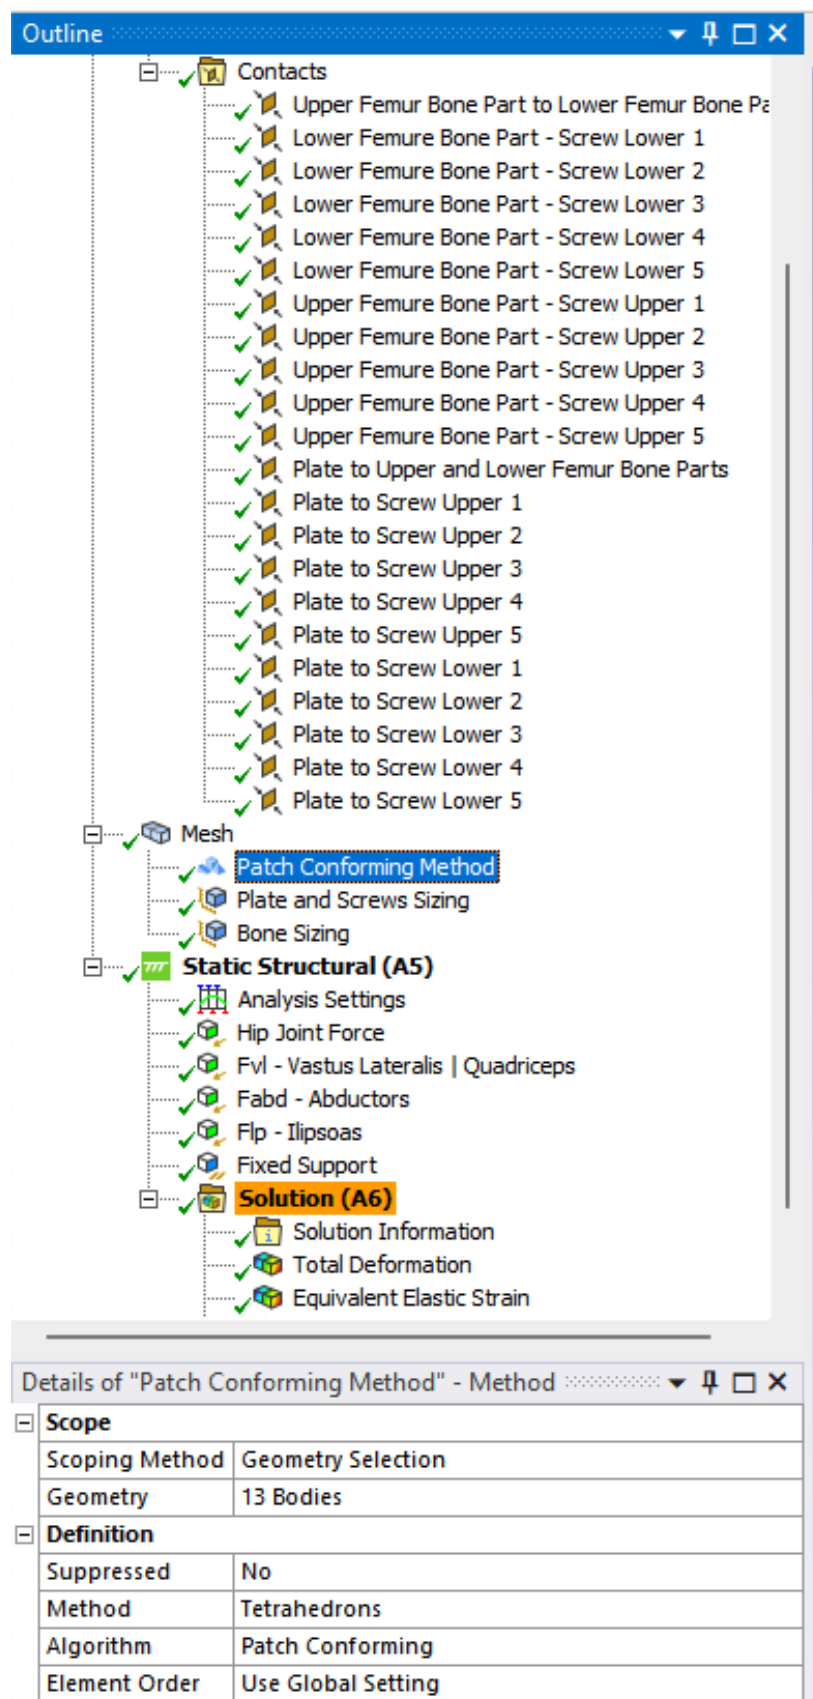 Outline
Contacts
Upper Femur Bone Part to Lower Femur Bone Pa
Lower Femure Bone Part - Screw Lower 1
Lower Femure Bone Part - Screw Lower 2
Lower Femure Bone Part - Screw Lower 3
Lower Femure Bone Part - Screw Lower 4
Lower Femure Bone Part - Screw Lower 5
Upper Femure Bone Part - Screw Upper 1
Upper Femure Bone Part - Screw Upper 2
Upper Femure Bone Part - Screw Upper 3
Upper Femure Bone Part - Screw Upper 4
Upper Femure Bone Part - Screw Upper 5
Plate to Upper and Lower Femur Bone Parts
Plate to Screw Upper 1
Plate to Screw Upper 2
Plate to Screw Upper 3
Plate to Screw Upper 4
Plate to Screw Upper 5
Plate to Screw Lower 1
Plate to Screw Lower 2
Plate to Screw Lower 3
Plate to Screw Lower 4
Plate to Screw Lower 5
Mesh
Patch Conforming Method
Plate and Screws Sizing
Bone Sizing
Static Structural (A5)
Analysis Settings
Hip Joint Force
Fvl - Vastus Lateralis | Quadriceps
Fabd - Abductors
Flp - Ilipsoas
Fixed Support
Solution (A6)
Solution Information
Total Deformation
Equivalent Elastic Strain
Details of "Patch Conforming Method" - Method
Scope
Scoping Method Geometry Selection
Geometry 13 Bodies
Definition
Suppressed No
Method Tetrahedrons
Algorithm Patch Conforming
Element Order Use Global Setting